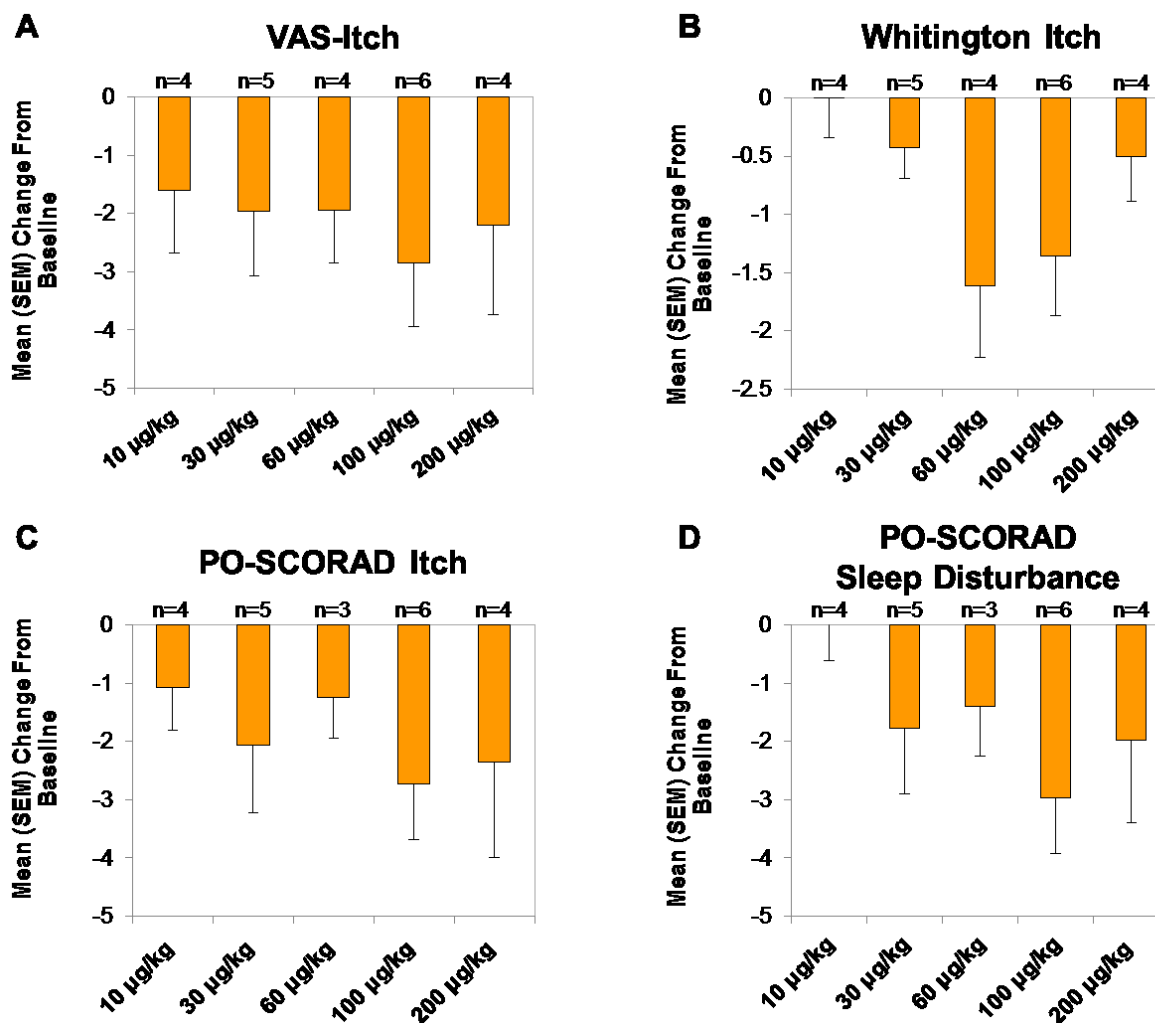 A
VAS-Itch
n=4 n=5 n=4 n=6 n=4
0
-1
-2
-3
-4
-5
Mean (SEM) Change From
Baseline
10 µg/kg
30 µg/kg
60 µg/kg
100 µg/kg
200 µg/kg
B
Whitington Itch
n=4 n=5 n=4 n=6 n=4
0
-0.5
-1
-1.5
-2
-2.5
Mean (SEM) Change From
Baseline
10 µg/kg
30 µg/kg
60 µg/kg
100 µg/kg
200 µg/kg
C
PO-SCORAD Itch
n=4 n=5 n=3 n=6 n=4
0
-1
-2
-3
-4
-5
Mean (SEM) Change From
Baseline
10 µg/kg
30 µg/kg
60 µg/kg
100 µg/kg
200 µg/kg
D
PO-SCORAD
Sleep Disturbance
n=4 n=5 n=3 n=6 n=4
0
-1
-2
-3
-4
-5
Mean (SEM) Change From
Baseline
10 µg/kg
30 µg/kg
60 µg/kg
100 µg/kg
200 µg/kg